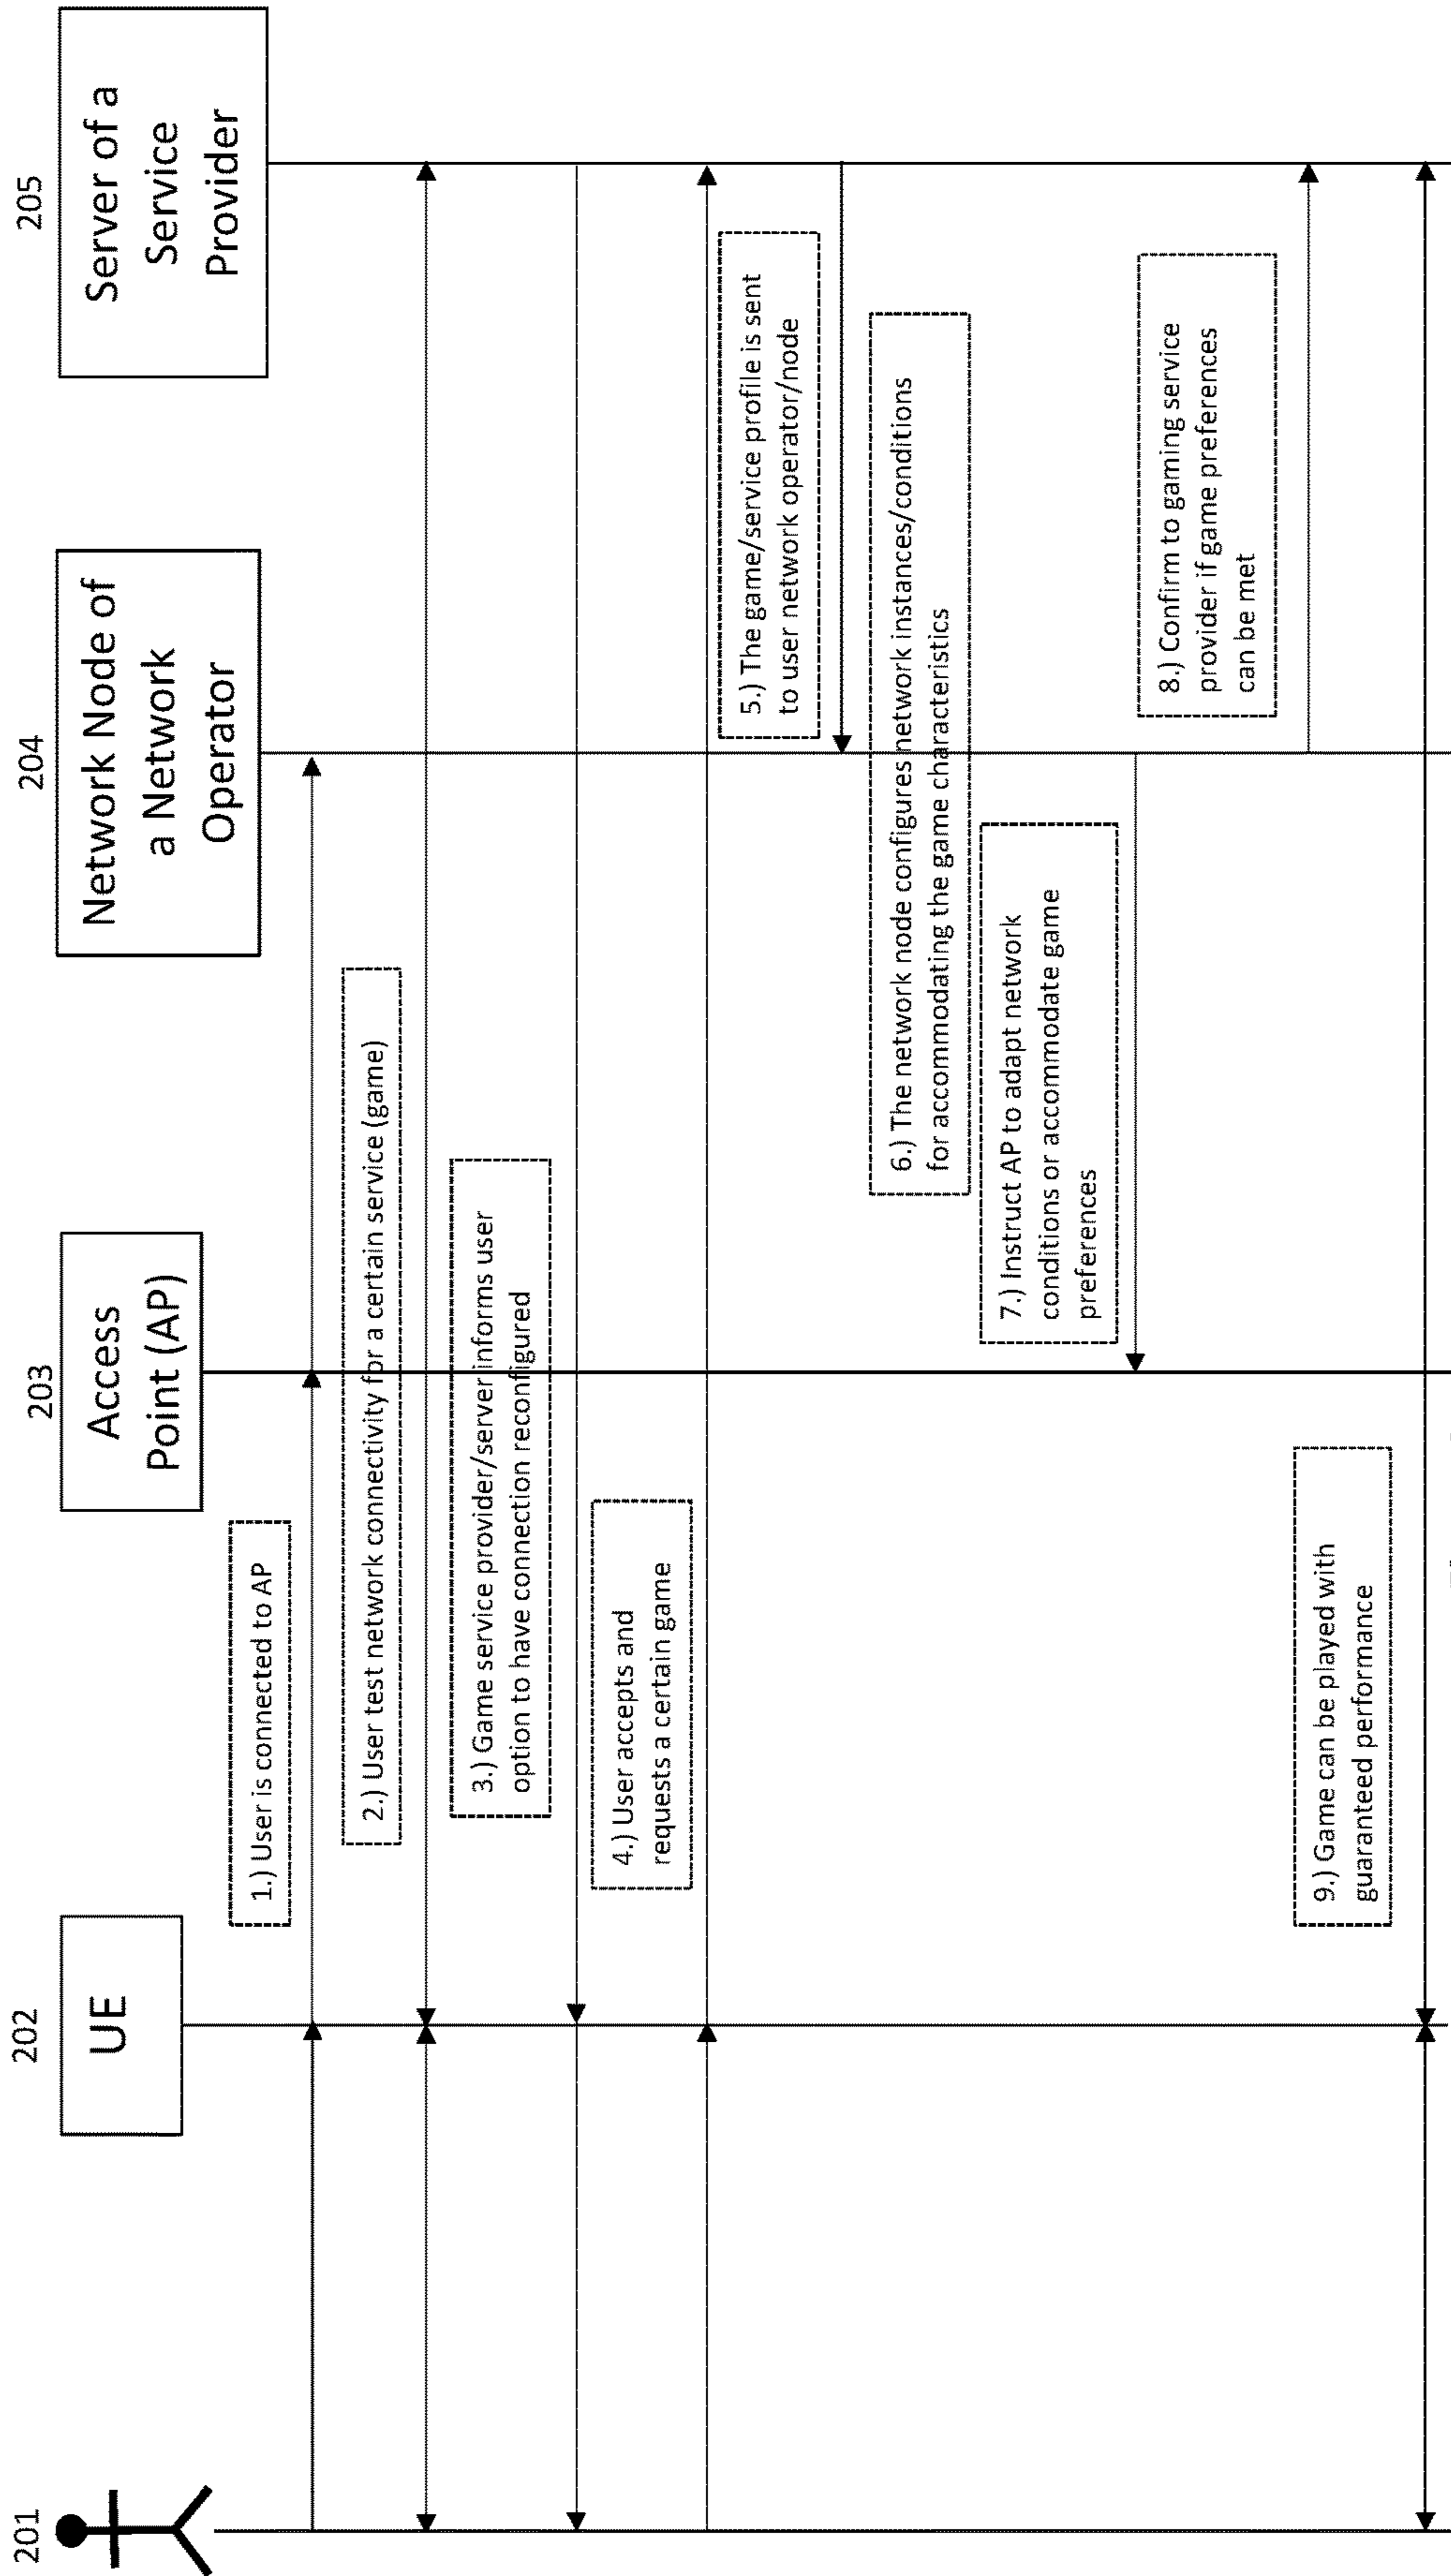 201
202
203
204
205
UE
Access
Point (AP)
Network Node of
a Network
Operator
Server of a
Service
Provider
1.) User is connected to AP
2.) User test network connectivity for a certain service (game)
3.) Game service provider/server informs user
option to have connection reconfigured
4.) User accepts and
requests a certain game
5.) The game/service profile is sent
to user network operator/node
6.) The network node configures network instances/conditions
for accommodating the game characteristics
7.) Instruct AP to adapt network
conditions or accommodate game
preferences
8.) Confirm to gaming service
provider if game preferences
can be met
9.) Game can be played with
guaranteed performance